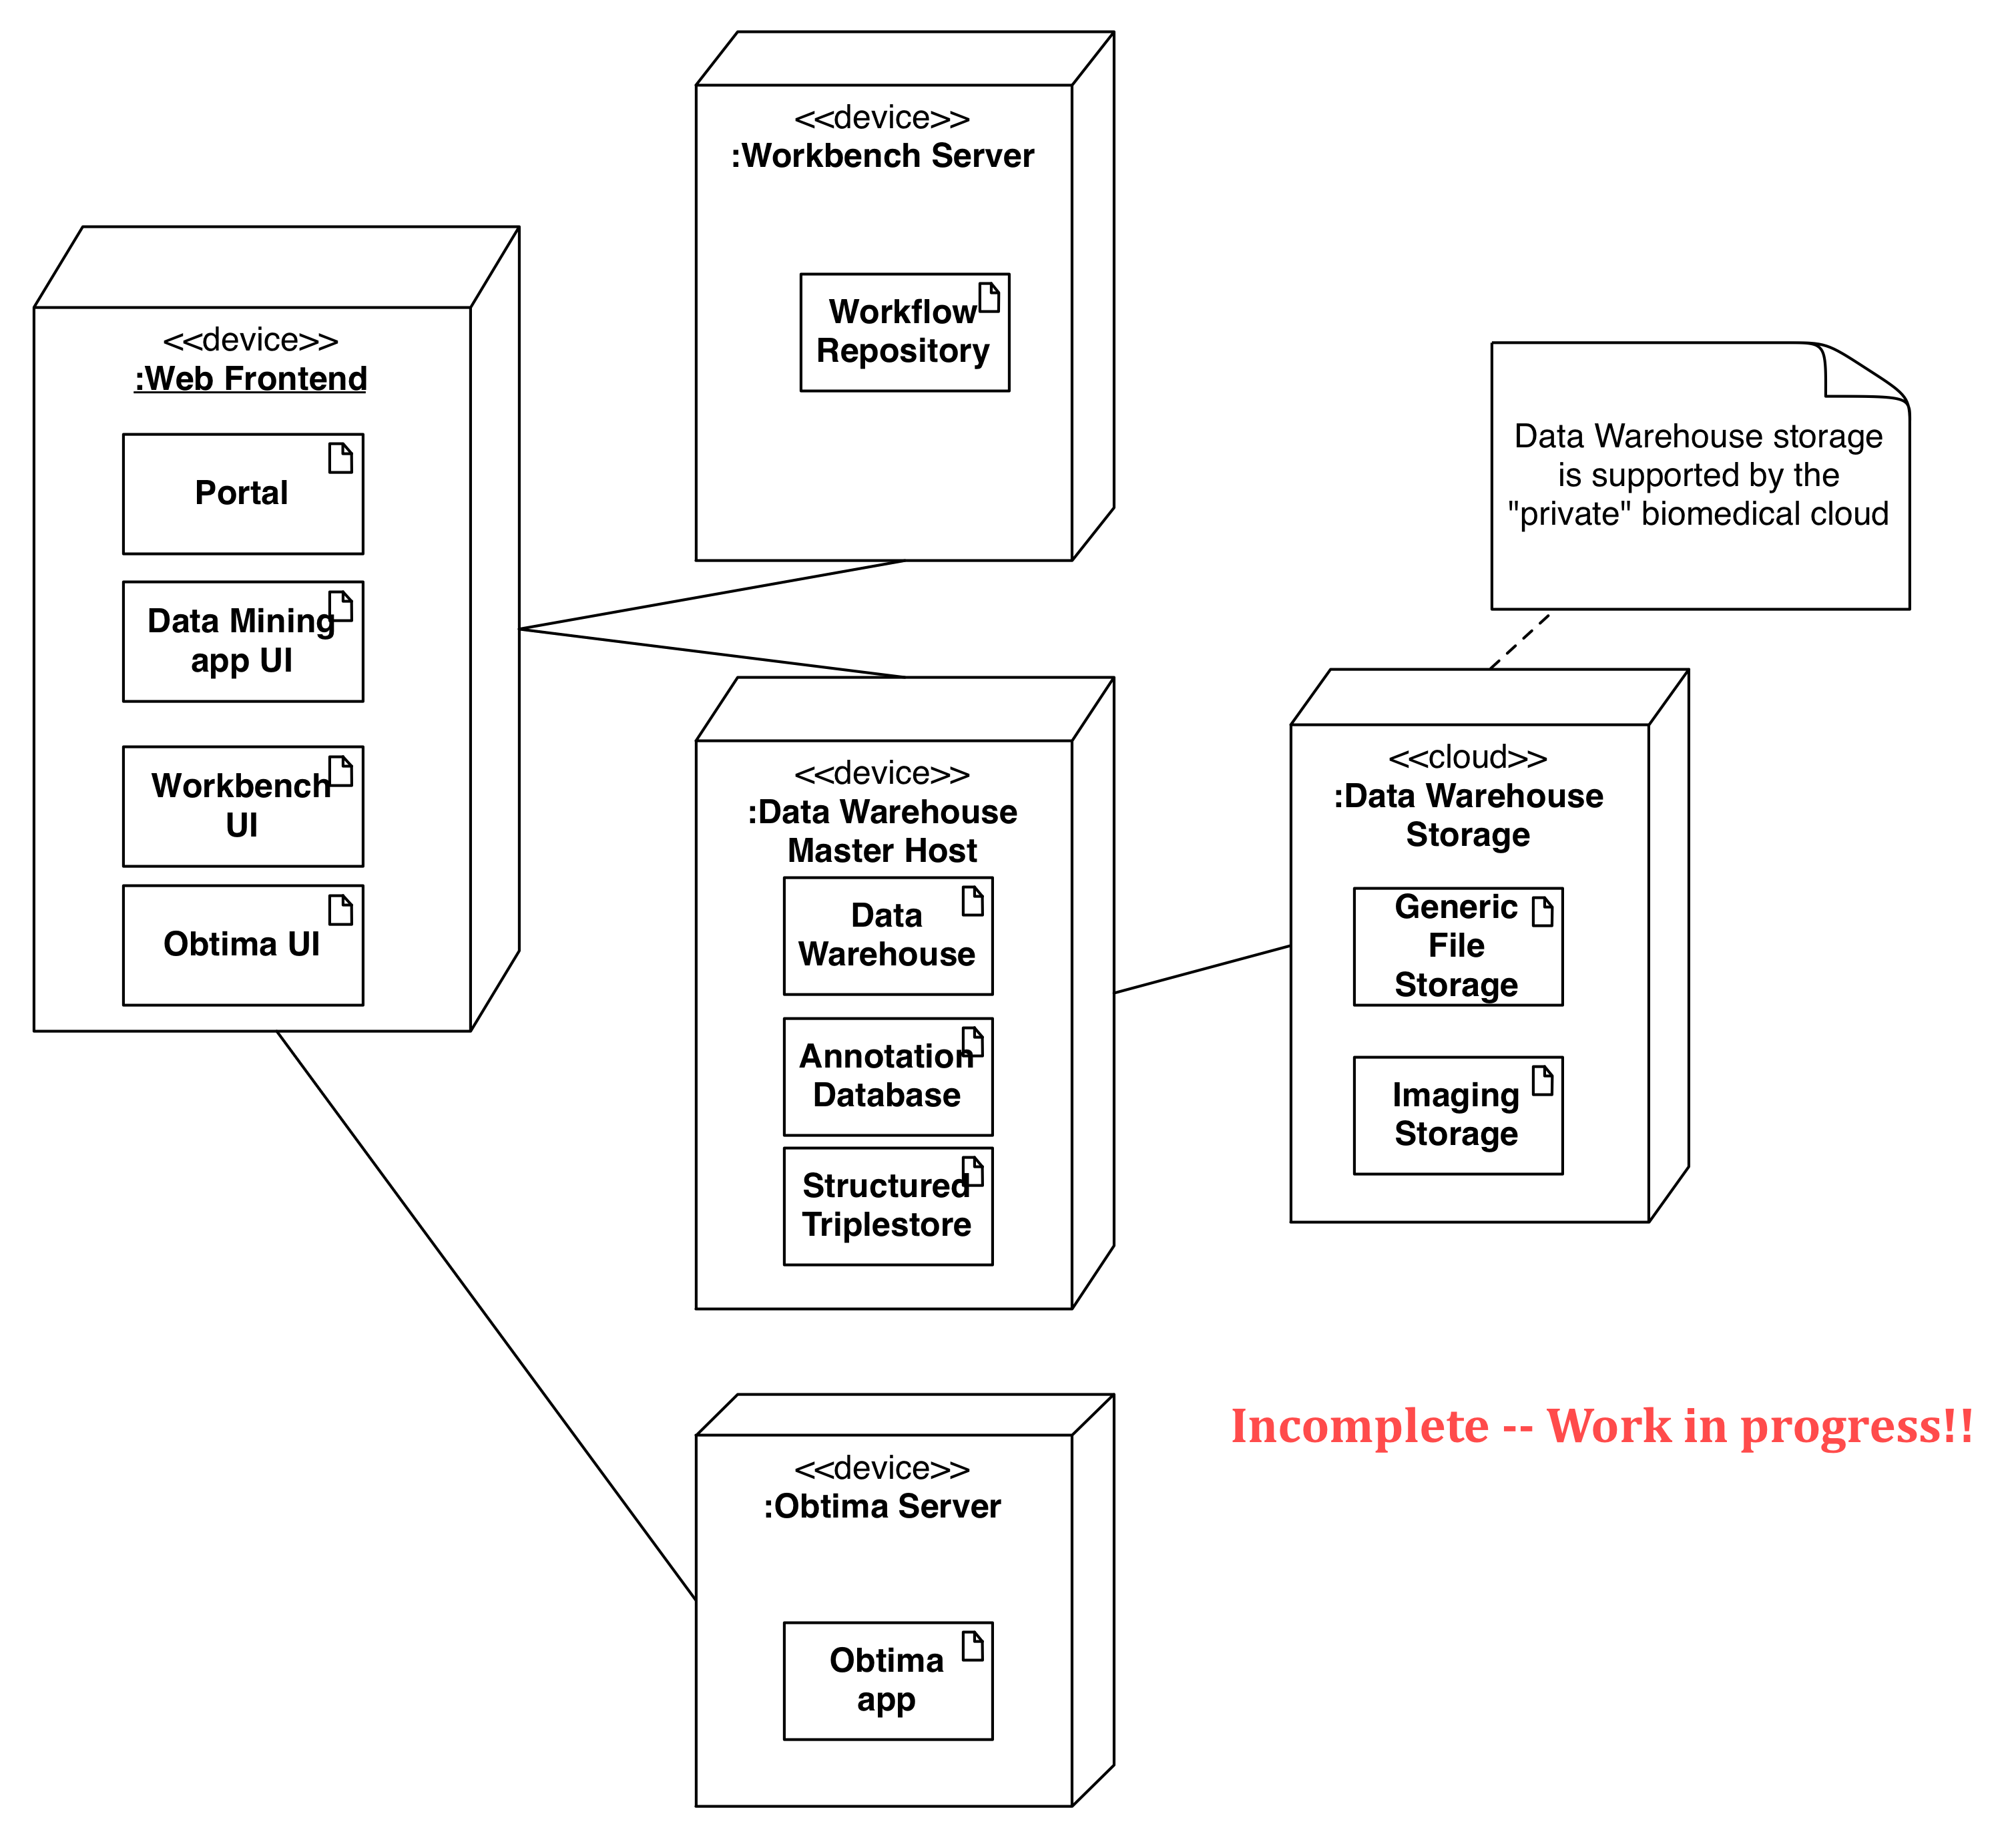 <<device>>
:Web Frontend
Portal
Data Mining
app UI
Workbench
UI
Obtima UI
<<device>>
:Workbench Server
Workflow
Repository
<<device>>
:Data Warehouse
Master Host
Data
Warehouse
Annotation
Database
Structured
Triplestore
<<device>>
:Obtima Server
Obtima
app
Data Warehouse storage
is supported by the
"private" biomedical cloud
<<cloud>>
:Data Warehouse
Storage
Generic
File
Storage
Imaging
Storage
Incomplete -- Work in progress!!